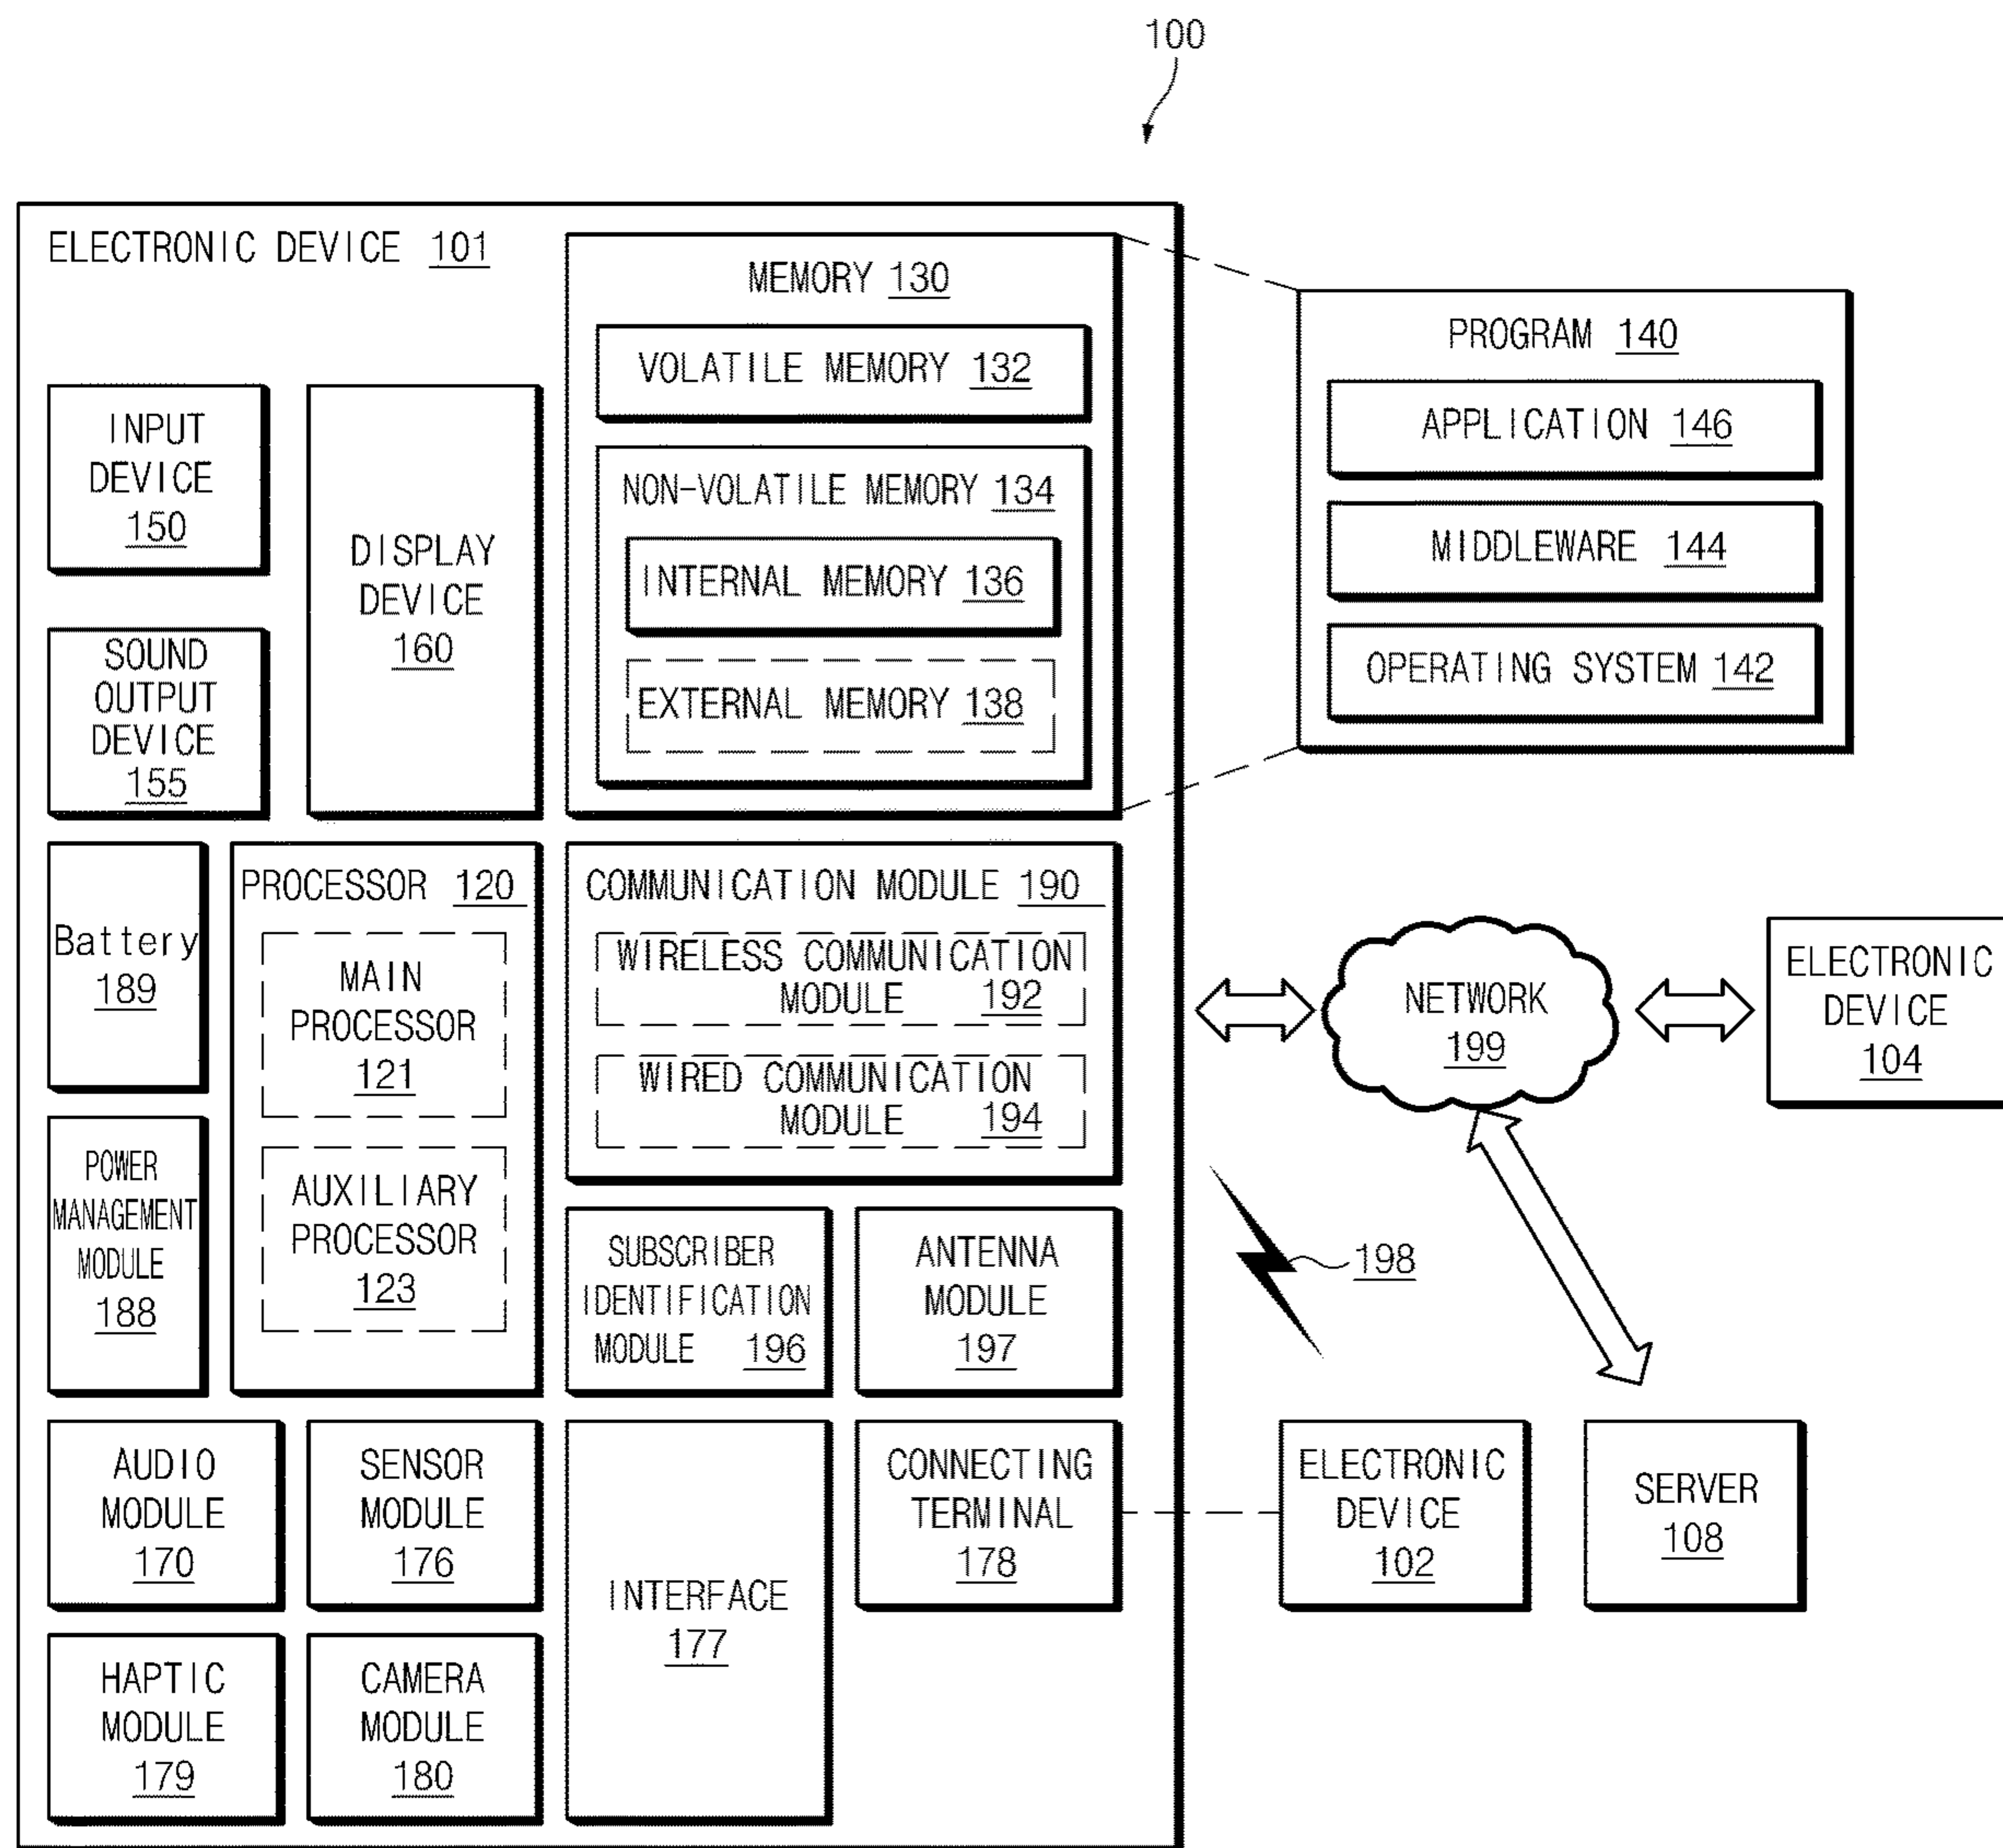 100
ELECTRONIC DEVICE 101
MEMORY 130
VOLATILE MEMORY 132
NON-VOLATILE MEMORY 134
INTERNAL MEMORY 136
EXTERNAL MEMORY 138
PROGRAM 140
APPLICATION 146
MIDDLEWARE 144
OPERATING SYSTEM 142
INPUT
DEVICE
150
SOUND
OUTPUT
DEVICE
155
DISPLAY
DEVICE
160
Battery
189
POWER
MANAGEMENT
MODULE
188
PROCESSOR 120
MAIN
PROCESSOR
121
AUXILIARY
PROCESSOR
123
COMMUNICATION MODULE 190
WIRELESS COMMUNICATION
MODULE 192
WIRED COMMUNICATION
MODULE 194
SUBSCRIBER
IDENTIFICATION
MODULE 196
ANTENNA
MODULE
197
NETWORK
199
ELECTRONIC
DEVICE
104
198
AUDIO
MODULE
170
SENSOR
MODULE
176
INTERFACE
177
CONNECTING
TERMINAL
178
ELECTRONIC
DEVICE
102
SERVER
108
HAPTIC
MODULE
179
CAMERA
MODULE
180